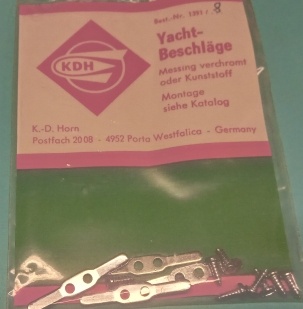 Best.-Nr. 1391 / 8
Yacht-
Beschläge
KDH
Messing verchromt
oder Kunststoff
Montage
siehe Katalog
K.-D. Horn
Postfach 2008 - 4952 Porta Westfalica - Germany